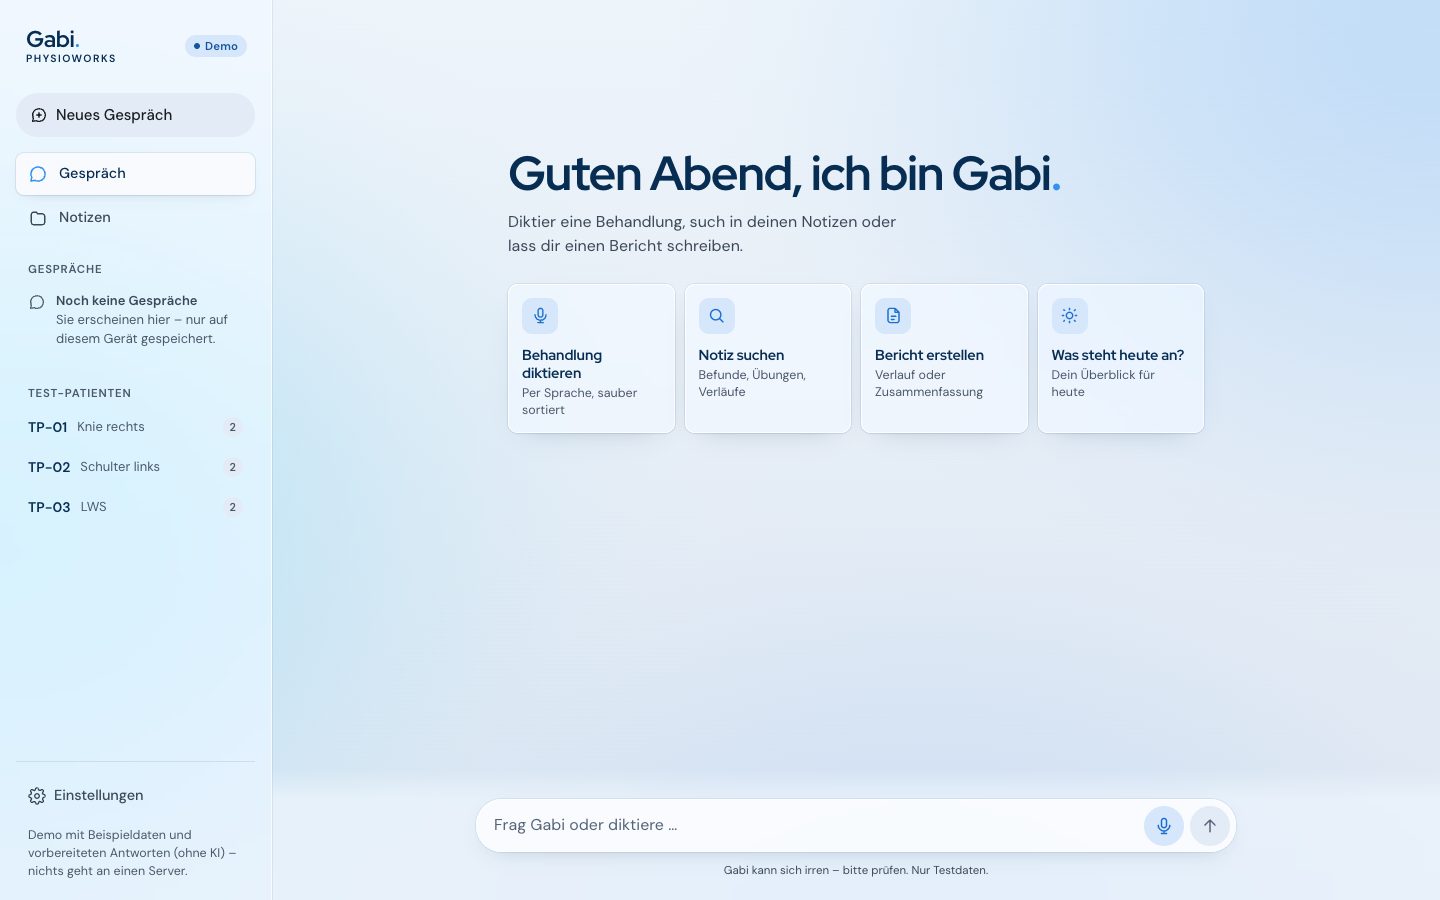 Gabi.
PHYSIOWORKS
Demo
Neues Gespräch
Gespräch
Notizen
GESPRÄCHE
Noch keine Gespräche
Sie erscheinen hier – nur auf
diesem Gerät gespeichert.
TEST-PATIENTEN
TP-01 Knie rechts 2
TP-02 Schulter links 2
TP-03 LWS 2
Einstellungen
Demo mit Beispieldaten und
vorbereiteten Antworten (ohne KI) –
nichts geht an einen Server.
Guten Abend, ich bin Gabi.
Diktier eine Behandlung, such in deinen Notizen oder
lass dir einen Bericht schreiben.
Behandlung
diktieren
Per Sprache, sauber
sortiert
Notiz suchen
Befunde, Übungen,
Verläufe
Bericht erstellen
Verlauf oder
Zusammenfassung
Was steht heute an?
Dein Überblick für
heute
Frag Gabi oder diktiere ...
Gabi kann sich irren – bitte prüfen. Nur Testdaten.